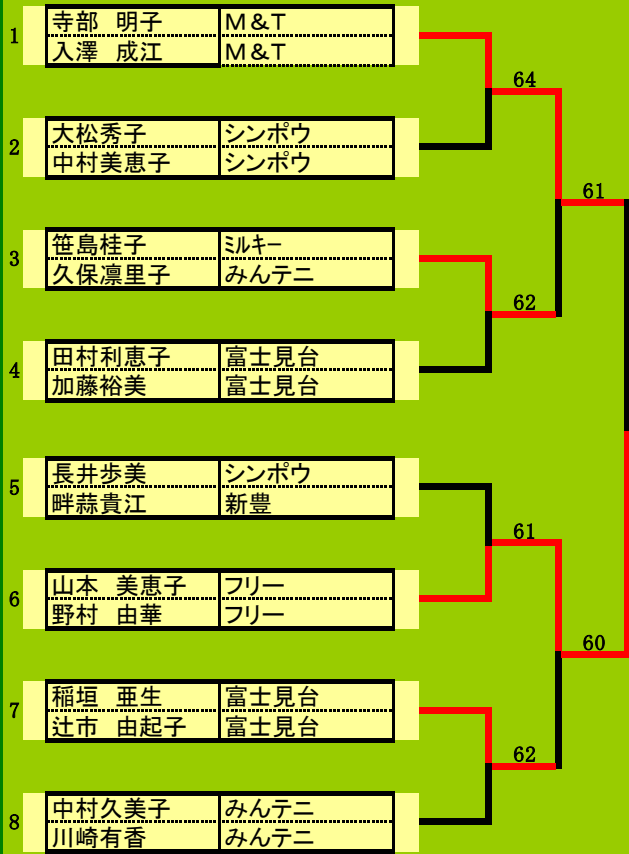 1
寺部 明子 M&T
入澤 成江 M&T
64
2
大松秀子 シンポウ
中村美恵子 シンポウ
61
3
笹島桂子 ミルキー
久保凛里子 みんテニ
62
4
田村利恵子 富士見台
加藤裕美 富士見台
5
長井歩美 シンポウ
畔蒜貴江 新豊
61
6
山本 美恵子 フリー
野村 由華 フリー
60
7
稲垣 亜生 富士見台
辻市 由起子 富士見台
62
8
中村久美子 みんテニ
川崎有香 みんテニ